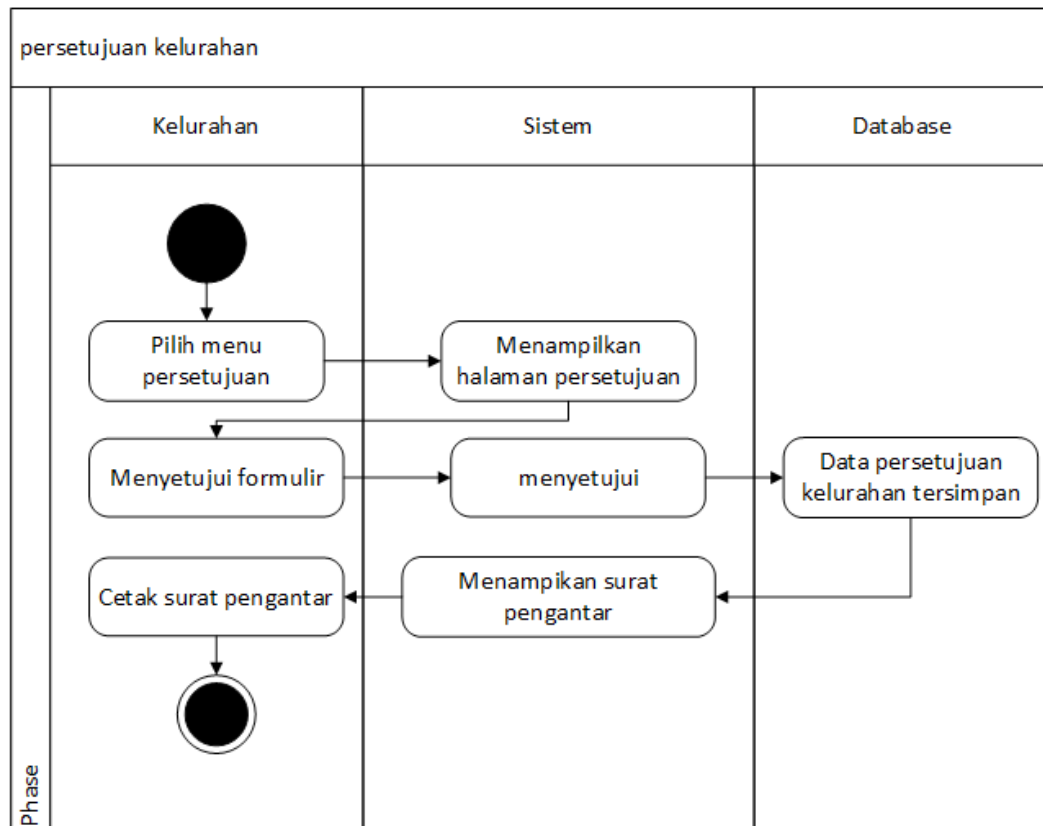 persetujuan kelurahan
Kelurahan
Sistem
Database
Pilih menu
persetujuan
Menampilkan
halaman persetujuan
Menyetujui formulir
menyetujui
Data persetujuan
kelurahan tersimpan
Cetak surat pengantar
Menampikan surat
pengantar
Phase